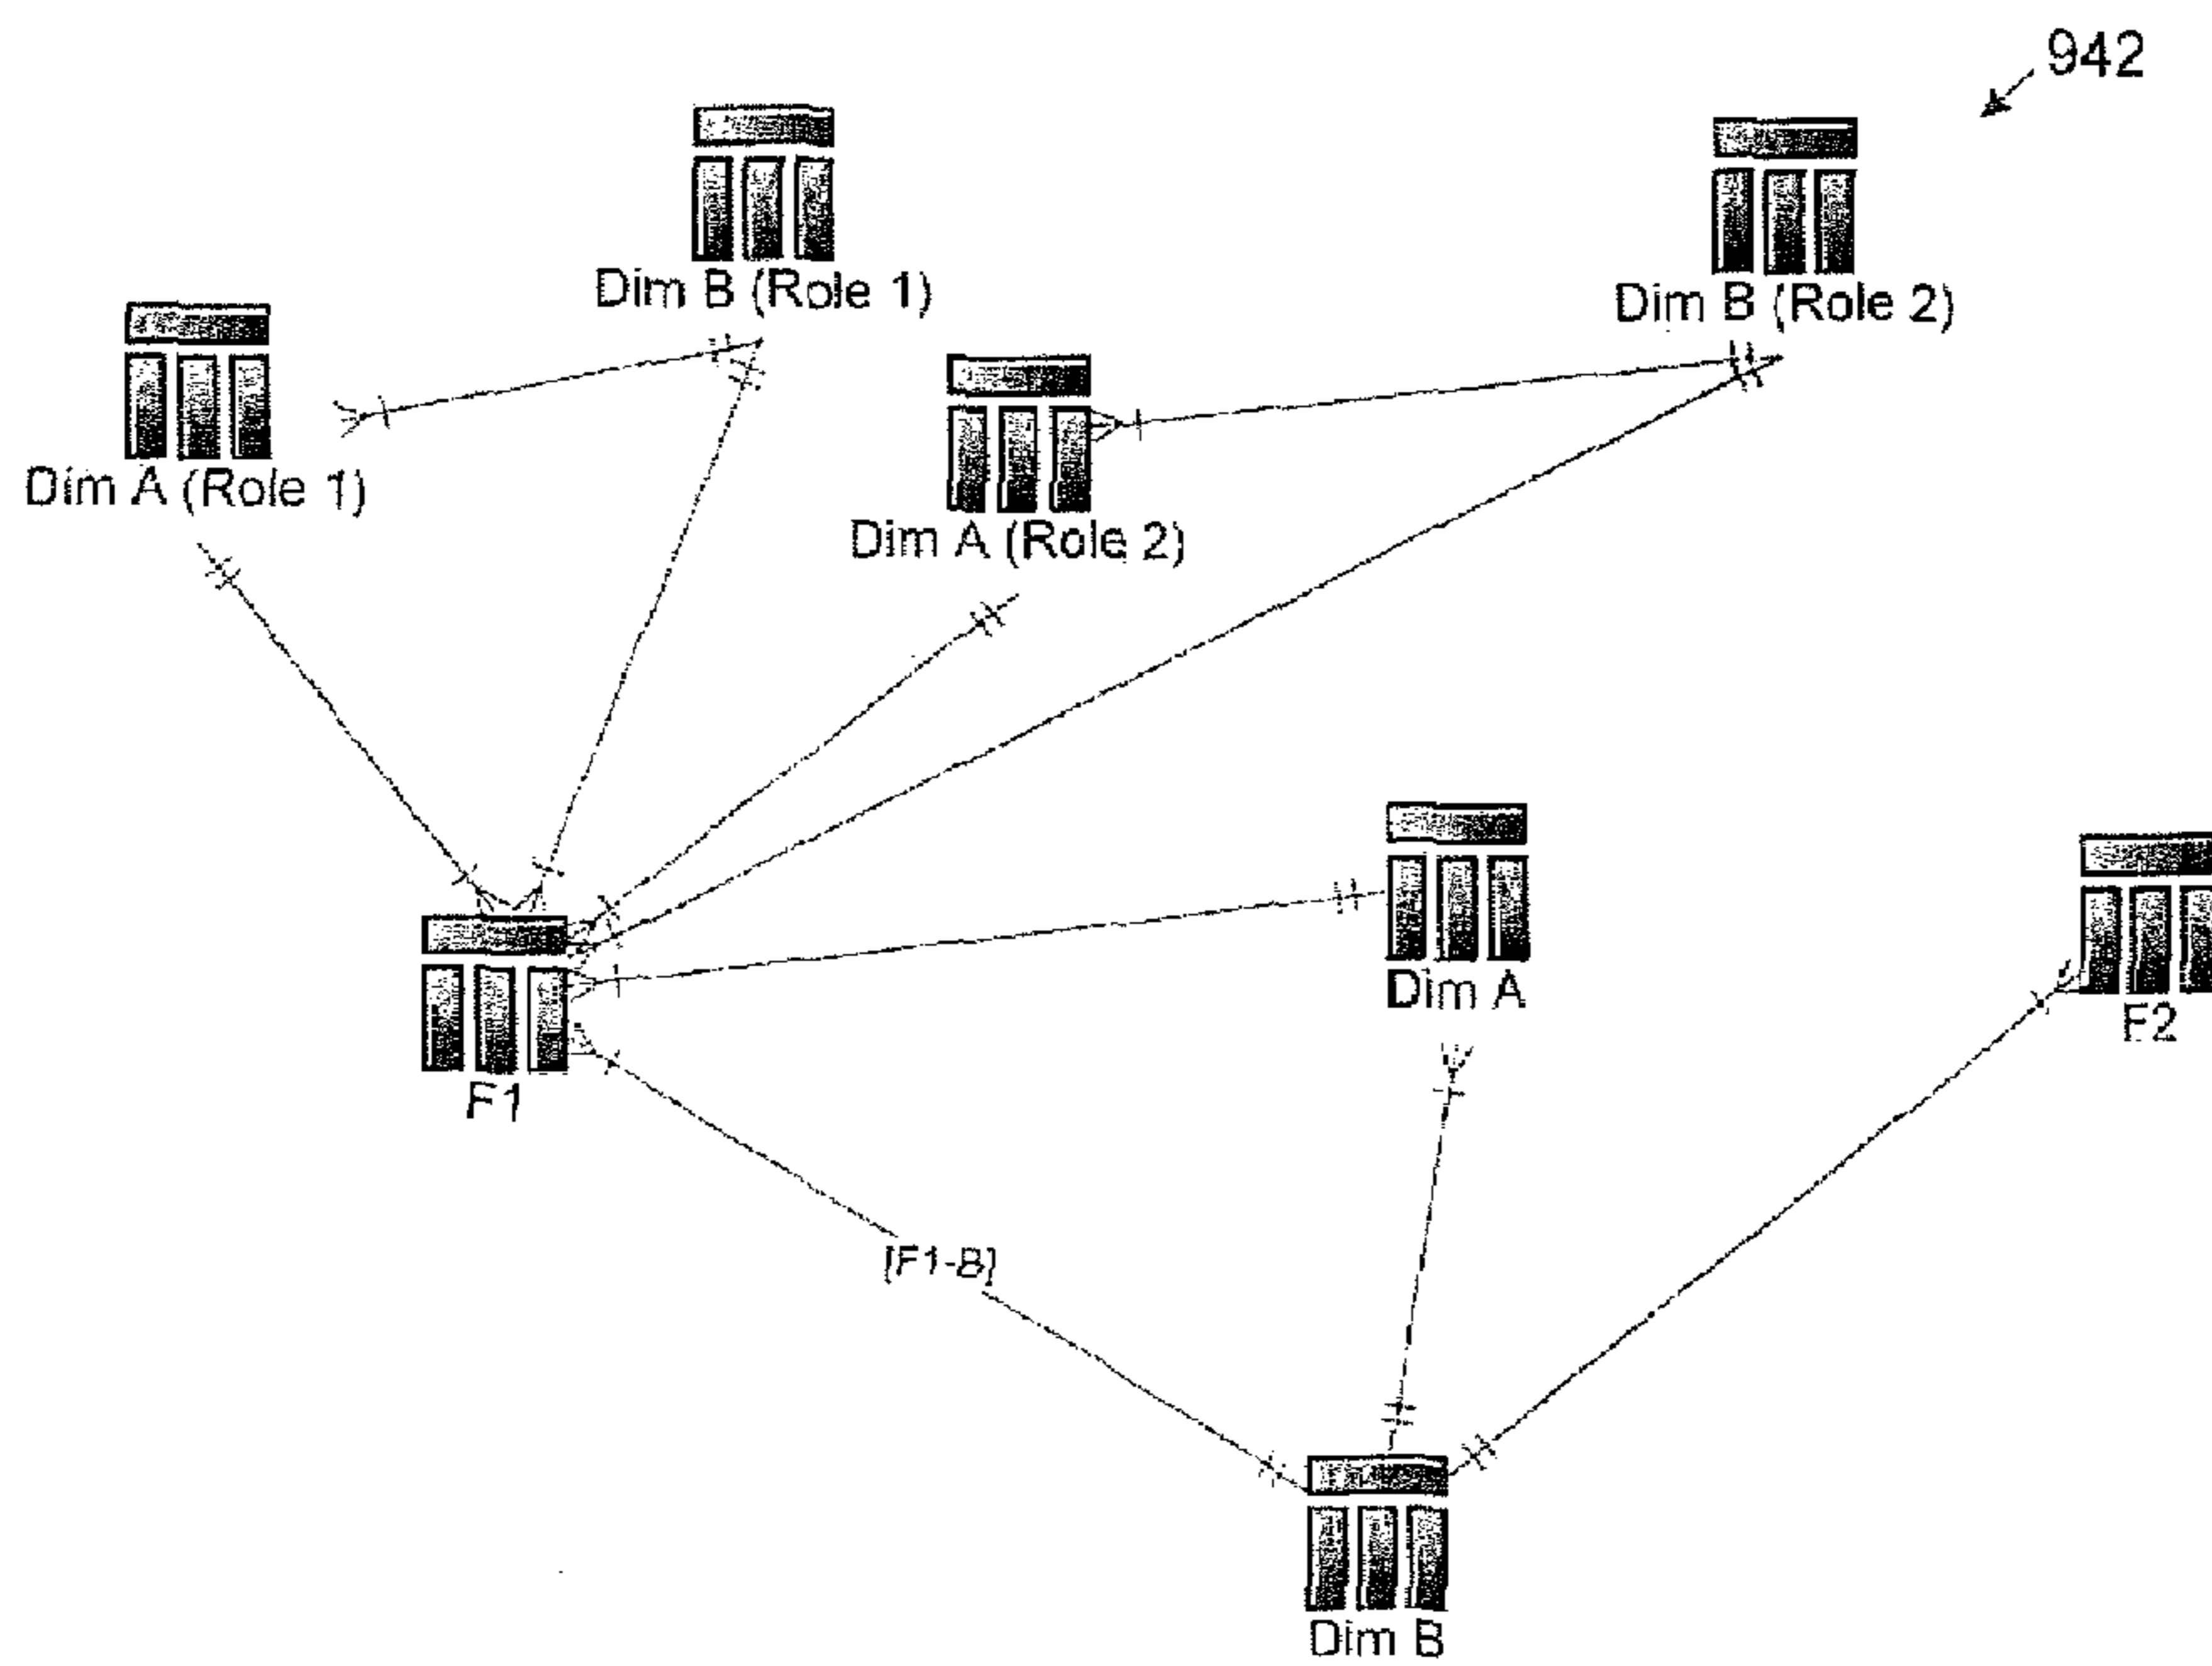 942
Dim B (Role 1)
Dim B (Role 2)
Dim A (Role 1)
Dim A (Role 2)
Dim A
F2
F1
[F1-B]
Dim B